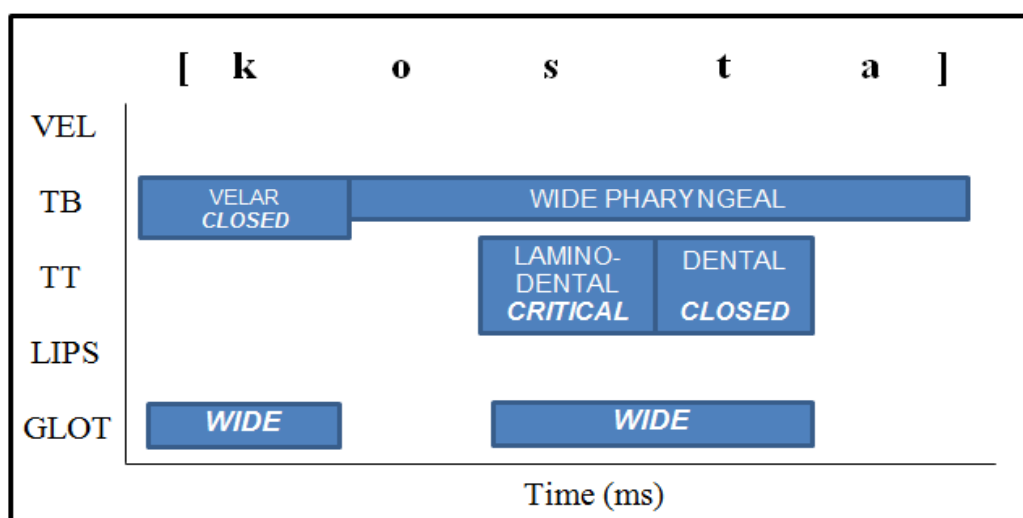 [ k o s t a ]
VEL
TB
VELAR
CLOSED
WIDE PHARYNGEAL
TT
LAMINO-
DENTAL
CRITICAL
DENTAL
CLOSED
LIPS
GLOT
WIDE
WIDE
Time (ms)